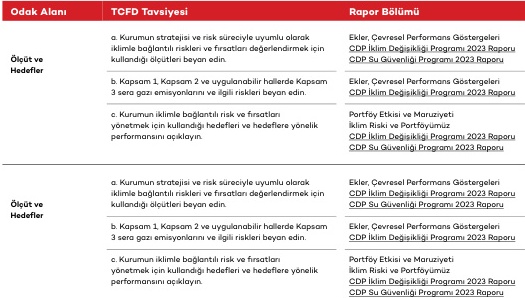 Odak Alanı TCFD Tavsiyesi Rapor Bölümü
Ölçüt ve
Hedefler
a. Kurumun stratejisi ve risk süreciyle uyumlu olarak
iklimle bağlantılı riskleri ve fırsatları değerlendirmek için
kullandığı ölçütleri beyan edin.
Ekler, Çevresel Performans Göstergeleri
CDP İklim Değişikliği Programı 2023 Raporu
CDP Su Güvenliği Programı 2023 Raporu
b. Kapsam 1, Kapsam 2 ve uygulanabilir hallerde Kapsam
3 sera gazı emisyonlarını ve ilgili riskleri beyan edin.
Ekler, Çevresel Performans Göstergeleri
CDP İklim Değişikliği Programı 2023 Raporu
c. Kurumun iklimle bağlantılı risk ve fırsatları
yönetmek için kullandığı hedefleri ve hedeflere yönelik
performansını açıklayın.
Portföy Etkisi ve Maruziyeti
İklim Riski ve Portföyümüz
CDP İklim Değişikliği Programı 2023 Raporu
CDP Su Güvenliği Programı 2023 Raporu
Ölçüt ve
Hedefler
a. Kurumun stratejisi ve risk süreciyle uyumlu olarak
iklimle bağlantılı riskleri ve fırsatları değerlendirmek için
kullandığı ölçütleri beyan edin.
Ekler, Çevresel Performans Göstergeleri
CDP İklim Değişikliği Programı 2023 Raporu
CDP Su Güvenliği Programı 2023 Raporu
b. Kapsam 1, Kapsam 2 ve uygulanabilir hallerde Kapsam
3 sera gazı emisyonlarını ve ilgili riskleri beyan edin.
Ekler, Çevresel Performans Göstergeleri
CDP İklim Değişikliği Programı 2023 Raporu
c. Kurumun iklimle bağlantılı risk ve fırsatları
yönetmek için kullandığı hedefleri ve hedeflere yönelik
performansını açıklayın.
Portföy Etkisi ve Maruziyeti
İklim Riski ve Portföyümüz
CDP İklim Değişikliği Programı 2023 Raporu
CDP Su Güvenliği Programı 2023 Raporu